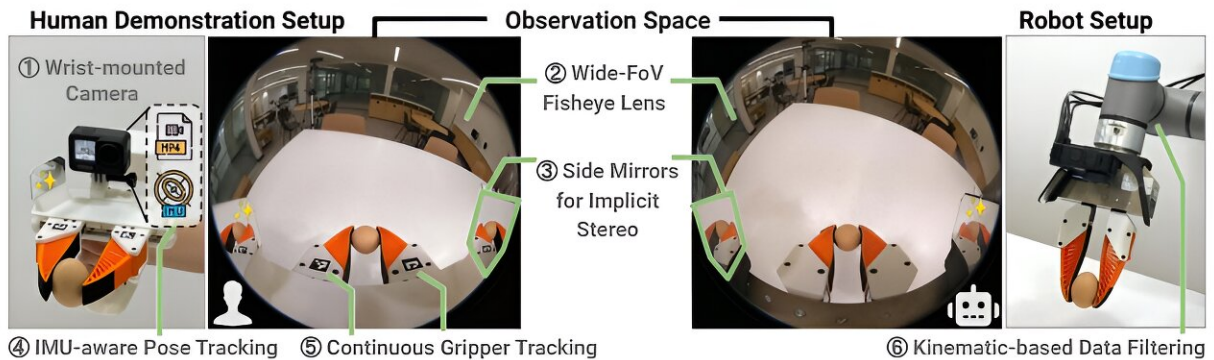 Human Demonstration Setup
Observation Space
Robot Setup
① Wrist-mounted
Camera
MP4
IMU
② Wide-FoV
Fisheye Lens
③ Side Mirrors
for Implicit
Stereo
④ IMU-aware Pose Tracking
⑤ Continuous Gripper Tracking
⑥ Kinematic-based Data Filtering